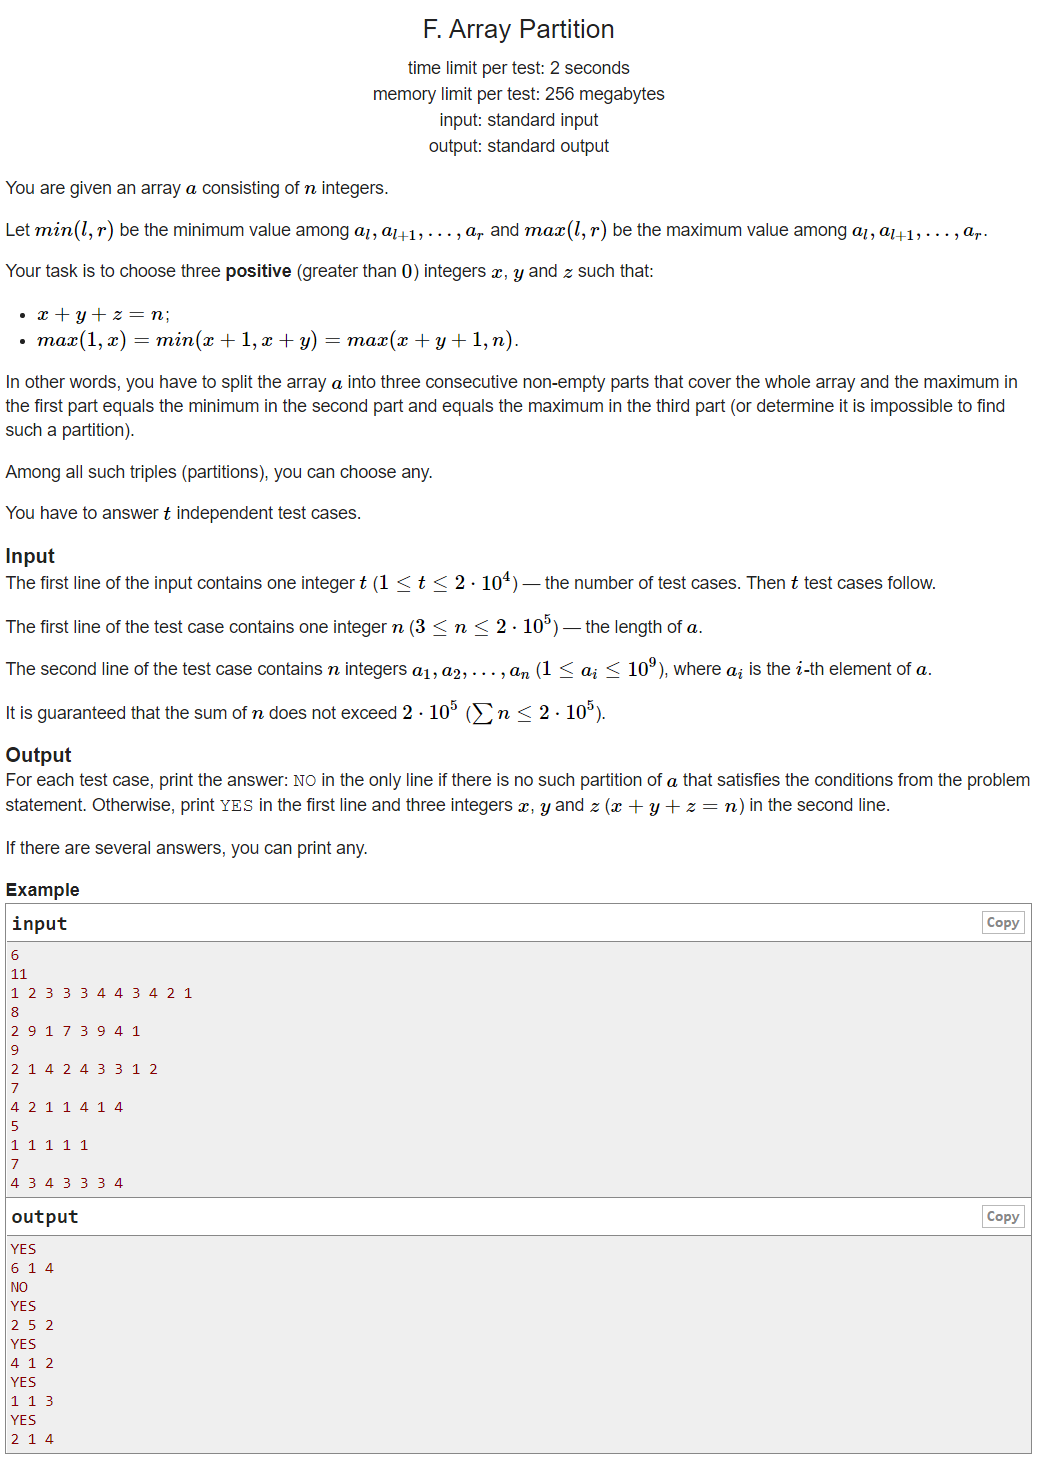 F. Array Partition
time limit per test: 2 seconds
memory limit per test: 256 megabytes
input: standard input
output: standard output
You are given an array a consisting of n integers.
Let min(l, r) be the minimum value among a_l, a_{l+1}, . . . , a_r and max(l, r) be the maximum value among a_l, a_{l+1}, . . . , a_r.
Your task is to choose three positive (greater than 0) integers x, y and z such that:
• x + y + z = n;
• max(1, x) = min(x + 1, x + y) = max(x + y + 1, n).
In other words, you have to split the array a into three consecutive non-empty parts that cover the whole array and the maximum in
the first part equals the minimum in the second part and equals the maximum in the third part (or determine it is impossible to find
such a partition).
Among all such triples (partitions), you can choose any.
You have to answer t independent test cases.
Input
The first line of the input contains one integer t (1 ≤ t ≤ 2 · 10^4) — the number of test cases. Then t test cases follow.
The first line of the test case contains one integer n (3 ≤ n ≤ 2 · 10^5) — the length of a.
The second line of the test case contains n integers a_1, a_2, . . . , a_n (1 ≤ a_i ≤ 10^9), where a_i is the i-th element of a.
It is guaranteed that the sum of n does not exceed 2 · 10^5 (∑ n ≤ 2 · 10^5).
Output
For each test case, print the answer: NO in the only line if there is no such partition of a that satisfies the conditions from the problem
statement. Otherwise, print YES in the first line and three integers x, y and z (x + y + z = n) in the second line.
If there are several answers, you can print any.
Example
input Copy
6
11
1 2 3 3 3 4 4 3 4 2 1
8
2 9 1 7 3 9 4 1
9
2 1 4 2 4 3 3 1 2
7
4 2 1 1 4 1 4
5
1 1 1 1 1
7
4 3 4 3 3 3 4
output Copy
YES
6 1 4
NO
YES
2 5 2
YES
4 1 2
YES
1 1 3
YES
2 1 4